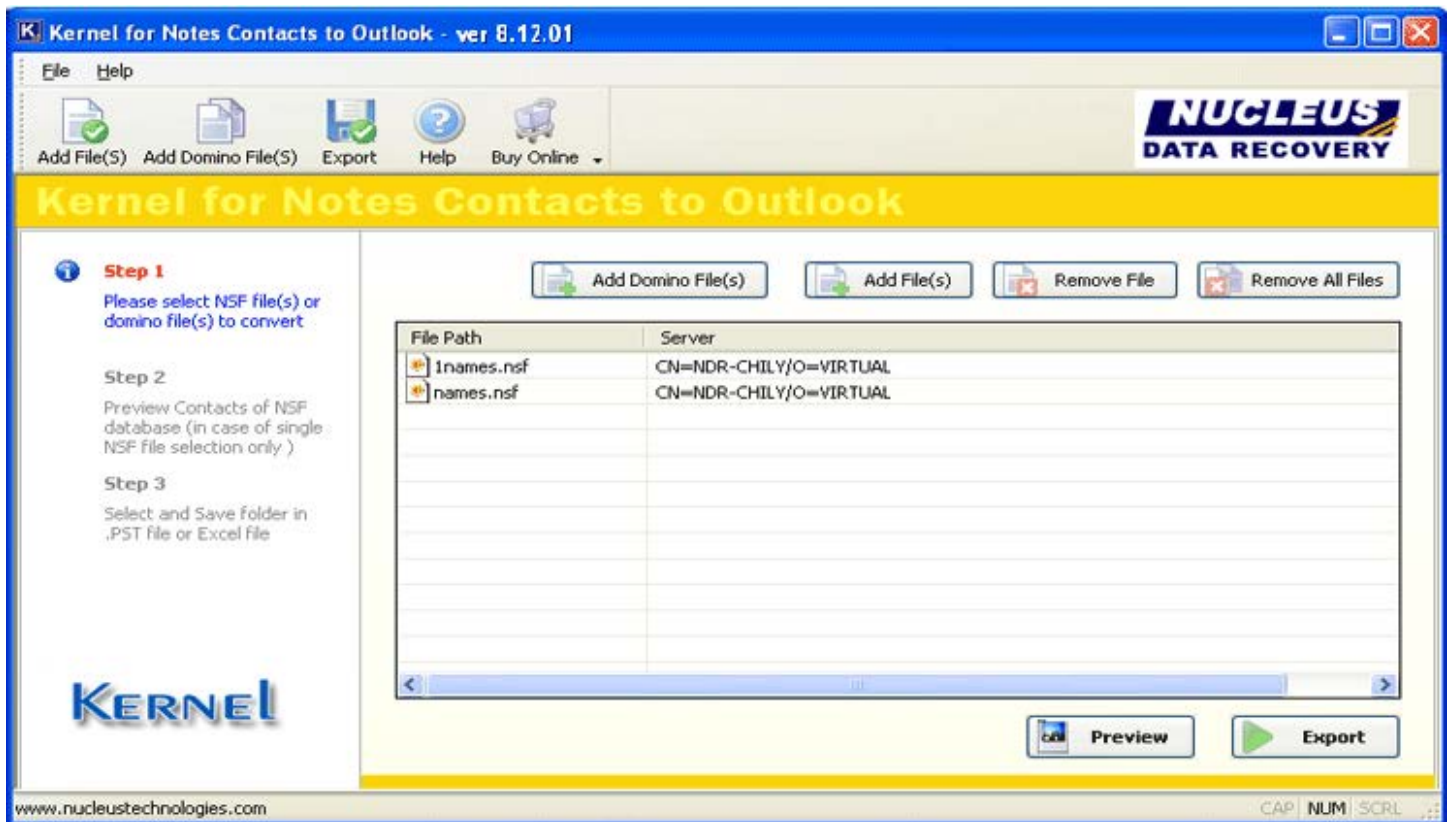 Kernel for Notes Contacts to Outlook - ver 8.12.01
File Help
Add File(S) Add Domino File(S) Export Help Buy Online
NUCLEUS
DATA RECOVERY
Kernel for Notes Contacts to Outlook
Step 1
Please select NSF file(s) or
domino file(s) to convert
Step 2
Preview Contacts of NSF
database (in case of single
NSF file selection only )
Step 3
Select and Save folder in
.PST file or Excel file
KERNEl
Add Domino File(s) Add File(s) Remove File Remove All Files
File Path Server
1names.nsf CN=NDR-CHILY/O=VIRTUAL
names.nsf CN=NDR-CHILY/O=VIRTUAL
Preview Export
www.nucleustechnologies.com
CAP NUM SCRL